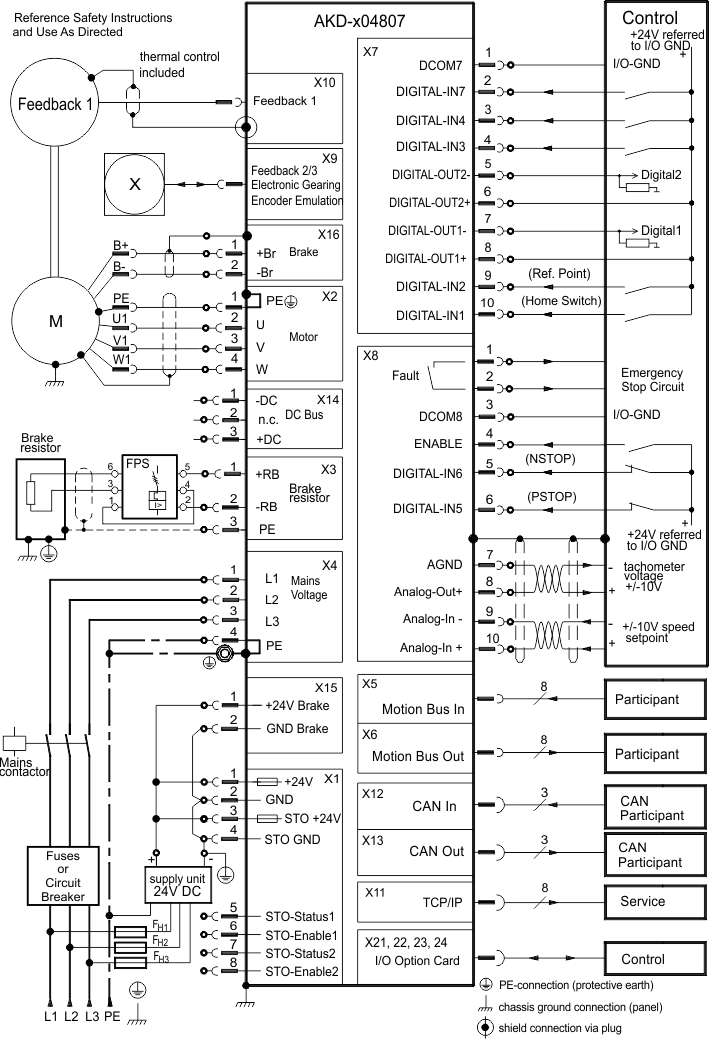 Reference Safety Instructions
and Use As Directed
AKD-x04807
Control
+24V referred
to I/O GND
+
thermal control
included
Feedback 1
X10
Feedback 1
X9
Feedback 2/3
Electronic Gearing
Encoder Emulation
X
X16
B+
1
+Br
Brake
B-
2
-Br
X2
PE
1
PE
U1
2
U
Motor
V1
3
V
W1
4
W
M
X14
1
-DC
2
n.c.
DC Bus
3
+DC
Brake
resistor
FPS
6
5
3
4
1
2
X3
1
+RB
Brake
resistor
2
-RB
3
PE
X4
1
L1
Mains
Voltage
2
L2
3
L3
4
PE
X15
1
+24V Brake
2
GND Brake
Mains
contactor
X1
1
+24V
2
GND
3
STO +24V
4
STO GND
+
-
Fuses
or
Circuit
Breaker
supply unit
24V DC
5
STO-Status1
FH1
6
STO-Enable1
FH2
7
STO-Status2
FH3
8
STO-Enable2
L1 L2 L3 PE
X7
DCOM7
1
I/O-GND
DIGITAL-IN7
2
DIGITAL-IN4
3
DIGITAL-IN3
4
DIGITAL-OUT2-
5
Digital2
DIGITAL-OUT2+
6
DIGITAL-OUT1-
7
Digital1
DIGITAL-OUT1+
8
DIGITAL-IN2
9
(Ref. Point)
DIGITAL-IN1
10
(Home Switch)
X8
Fault
1
2
Emergency
Stop Circuit
DCOM8
3
I/O-GND
ENABLE
4
DIGITAL-IN6
5
(NSTOP)
DIGITAL-IN5
6
(PSTOP)
+
+24V referred
to I/O GND
AGND
7
-
tachometer
voltage
Analog-Out+
8
+
+/-10V
Analog-In -
9
-
+/-10V speed
setpoint
Analog-In +
10
+
X5
Motion Bus In
8
Participant
X6
Motion Bus Out
8
Participant
X12
CAN In
3
CAN
Participant
X13
CAN Out
3
CAN
Participant
X11
TCP/IP
8
Service
X21, 22, 23, 24
I/O Option Card
Control
PE-connection (protective earth)
chassis ground connection (panel)
shield connection via plug